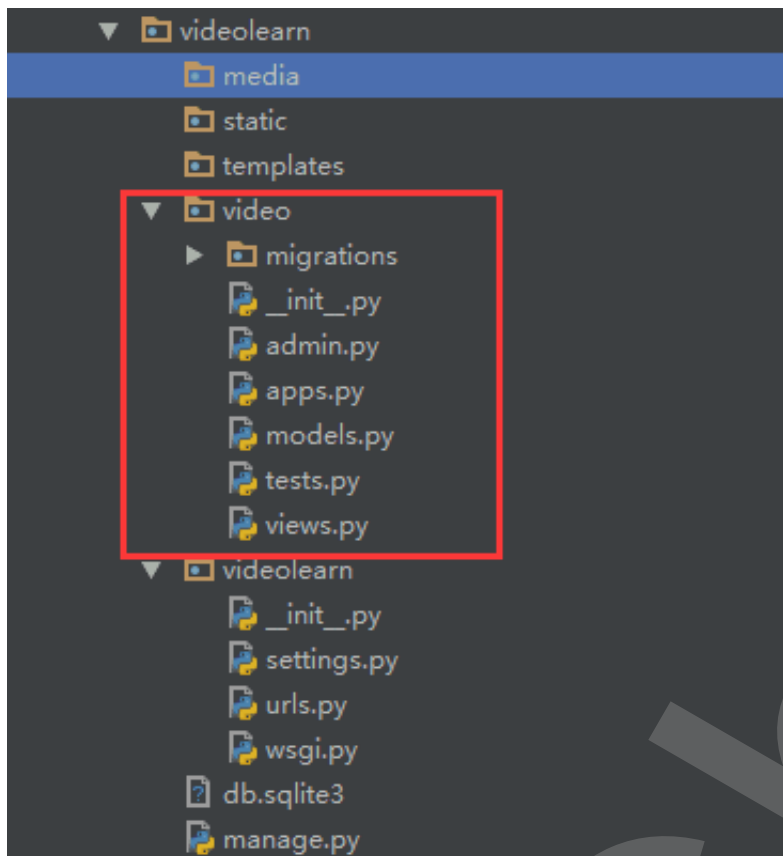 videolearn
media
static
templates
video
migrations
__init__.py
admin.py
apps.py
models.py
tests.py
views.py
videolearn
__init__.py
settings.py
urls.py
wsgi.py
db.sqlite3
manage.py